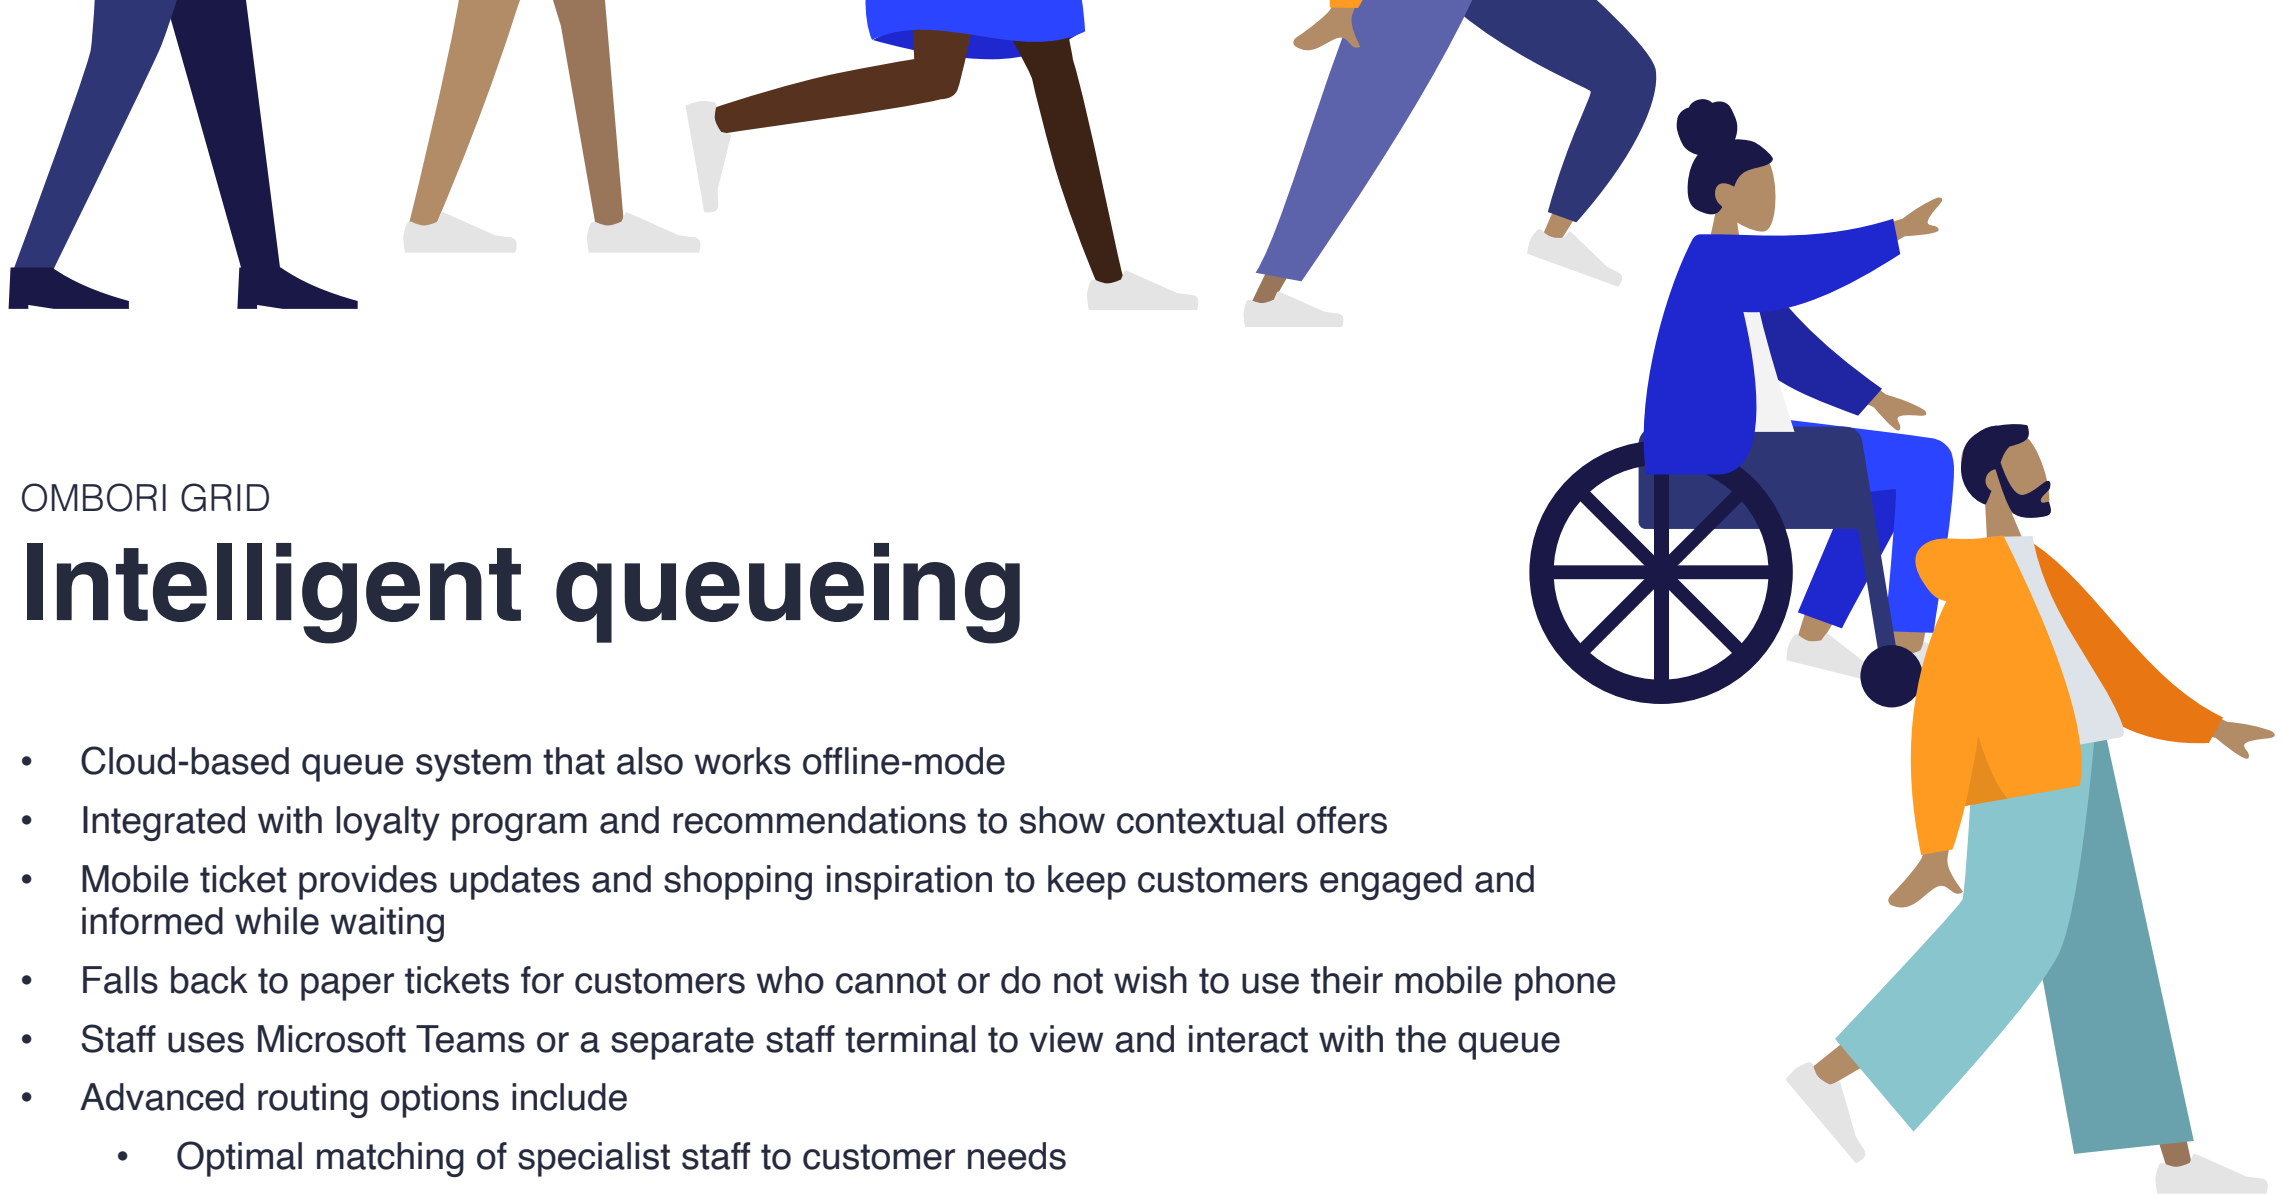 OMBORI GRID
Intelligent queueing
• Cloud-based queue system that also works offline-mode
• Integrated with loyalty program and recommendations to show contextual offers
• Mobile ticket provides updates and shopping inspiration to keep customers engaged and
informed while waiting
• Falls back to paper tickets for customers who cannot or do not wish to use their mobile phone
• Staff uses Microsoft Teams or a separate staff terminal to view and interact with the queue
• Advanced routing options include
• Optimal matching of specialist staff to customer needs